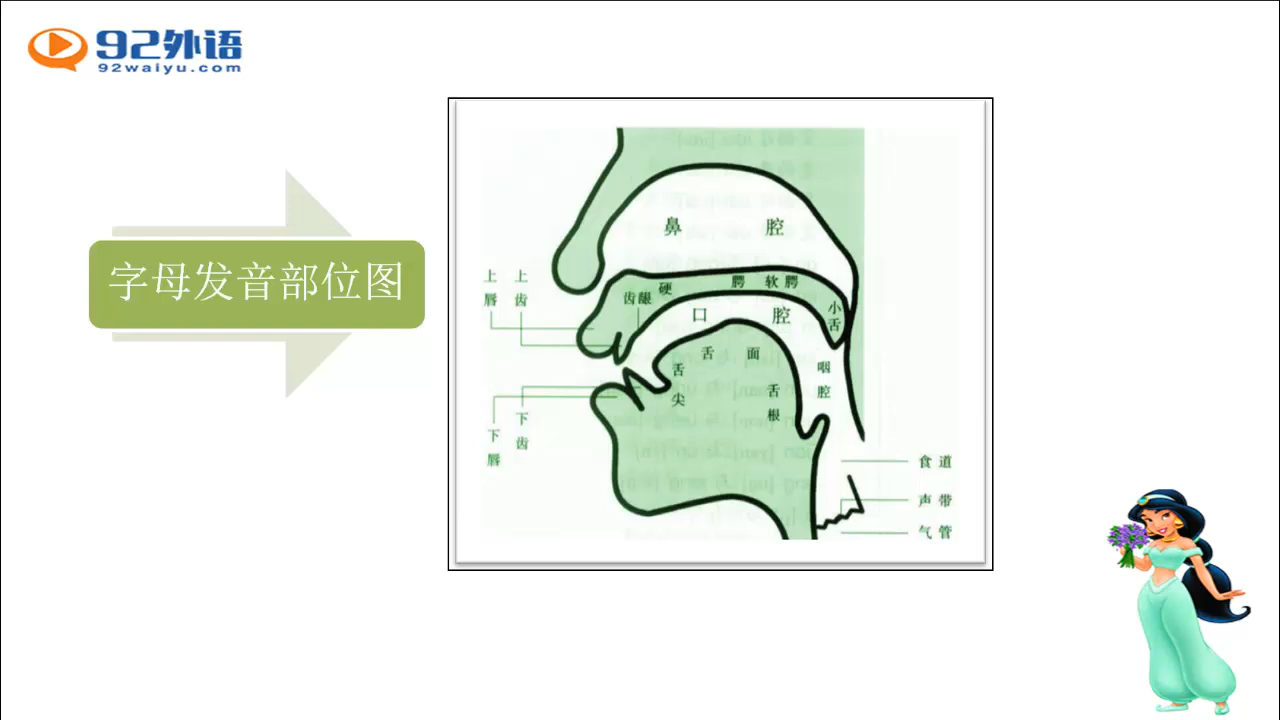 92外语
92waiyu.com
字母发音部位图
鼻腔
硬腭
软腭
齿龈
小舌
口腔
上唇
上齿
舌面
舌尖
舌根
咽腔
下唇
下齿
食道
声带
气管